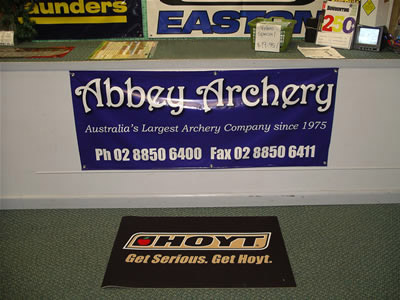 aunders
EASTON
Abbey Archery
Australia's Largest Archery Company since 1975
Ph 02 8850 6400 Fax 02 8850 6411
HOYT
Get Serious. Get Hoyt.